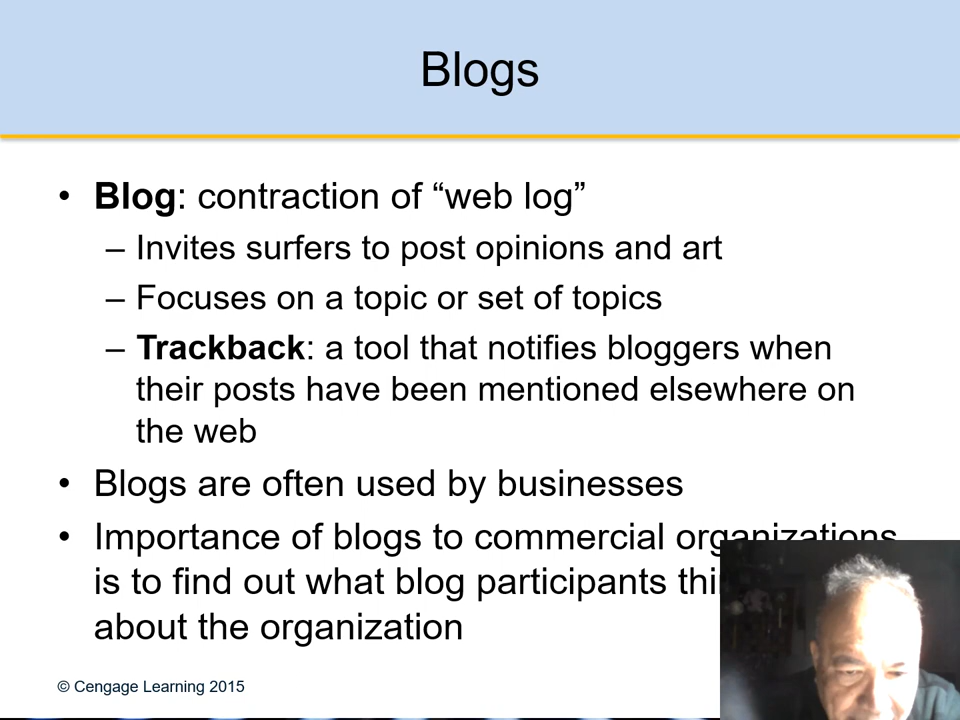 Blogs
• Blog: contraction of “web log”
– Invites surfers to post opinions and art
– Focuses on a topic or set of topics
– Trackback: a tool that notifies bloggers when
their posts have been mentioned elsewhere on
the web
• Blogs are often used by businesses
• Importance of blogs to commercial organizations
is to find out what blog participants
about the organization
© Cengage Learning 2015